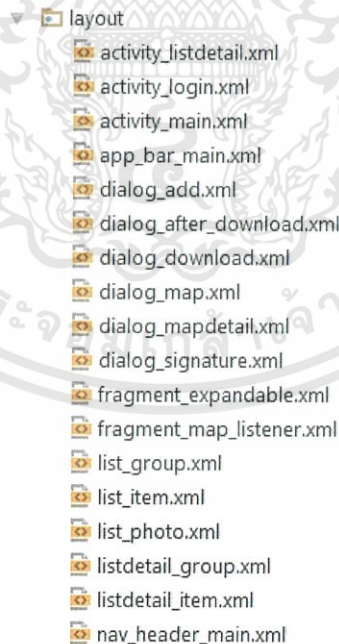 layout
activity_listdetail.xml
activity_login.xml
activity_main.xml
app_bar_main.xml
dialog_add.xml
dialog_after_download.xml
dialog_download.xml
dialog_map.xml
dialog_mapdetail.xml
dialog_signature.xml
fragment_expandable.xml
fragment_map_listener.xml
list_group.xml
list_item.xml
list_photo.xml
listdetail_group.xml
listdetail_item.xml
nav_header_main.xml